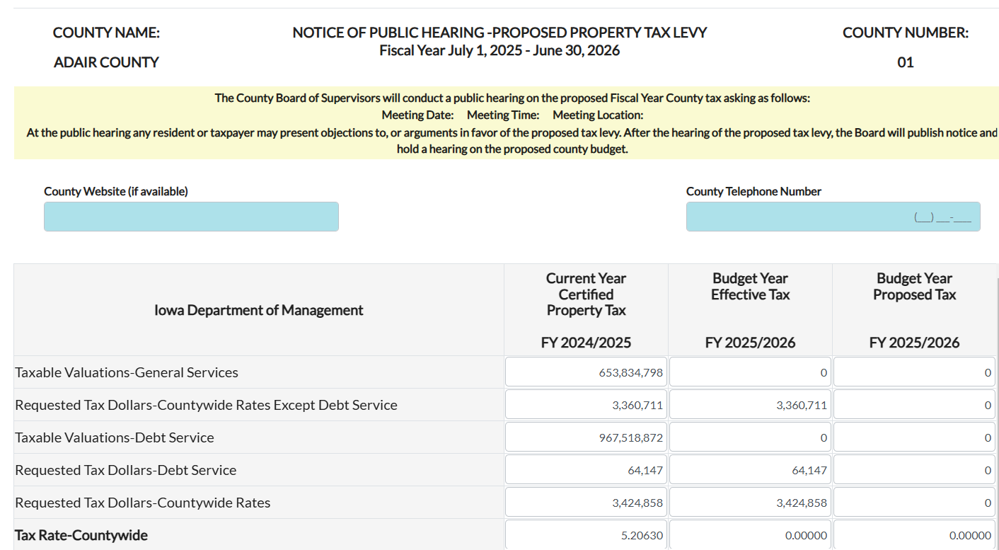 COUNTY NAME:
NOTICE OF PUBLIC HEARING -PROPOSED PROPERTY TAX LEVY
COUNTY NUMBER:
Fiscal Year July 1, 2025 - June 30, 2026
ADAIR COUNTY
01
The County Board of Supervisors will conduct a public hearing on the proposed Fiscal Year County tax asking as follows:
Meeting Date: Meeting Time: Meeting Location:
At the public hearing any resident or taxpayer may present objections to, or arguments in favor of the proposed tax levy. After the hearing of the proposed tax levy, the Board will publish notice and
hold a hearing on the proposed county budget.
County Website (if available)
County Telephone Number
(__) __-___
Iowa Department of Management
Current Year
Certified
Property Tax
FY 2024/2025
Budget Year
Effective Tax
FY 2025/2026
Budget Year
Proposed Tax
FY 2025/2026
Taxable Valuations-General Services 653,834,798 0 0
Requested Tax Dollars-Countywide Rates Except Debt Service 3,360,711 3,360,711 0
Taxable Valuations-Debt Service 967,518,872 0 0
Requested Tax Dollars-Debt Service 64,147 64,147 0
Requested Tax Dollars-Countywide Rates 3,424,858 3,424,858 0
Tax Rate-Countywide 5.20630 0.00000 0.00000